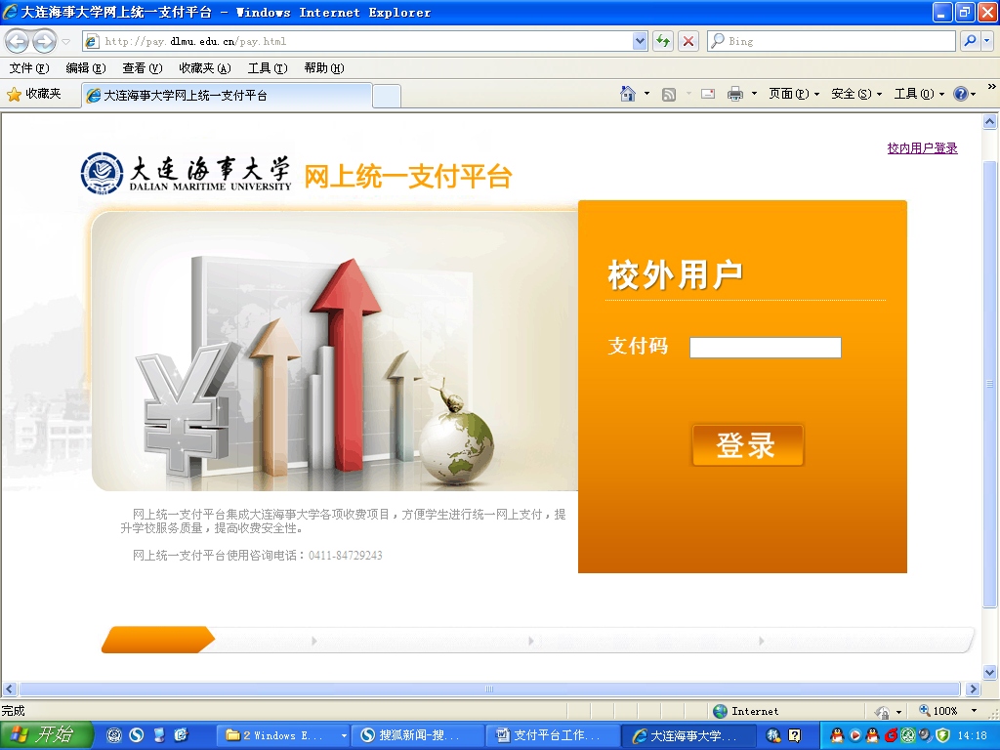 大连海事大学网上统一支付平台 - Windows Internet Explorer
http://pay.dlmu.edu.cn/pay.html
Bing
文件(F) 编辑(E) 查看(V) 收藏夹(A) 工具(T) 帮助(H)
收藏夹 大连海事大学网上统一支付平台 页面(P) 安全(S) 工具(O)
校内用户登录
大连海事大学 网上统一支付平台
DALIAN MARITIME UNIVERSITY
校外用户
支付码
登录
网上统一支付平台集成大连海事大学各项收费项目，方便学生进行统一网上支付，提
升学校服务质量，提高收费安全性。
网上统一支付平台使用咨询电话：0411-84729243
完成 Internet 100%
开始 2 Windows E... 搜狐新闻-搜... 支付平台工作... 大连海事大学... 14:18